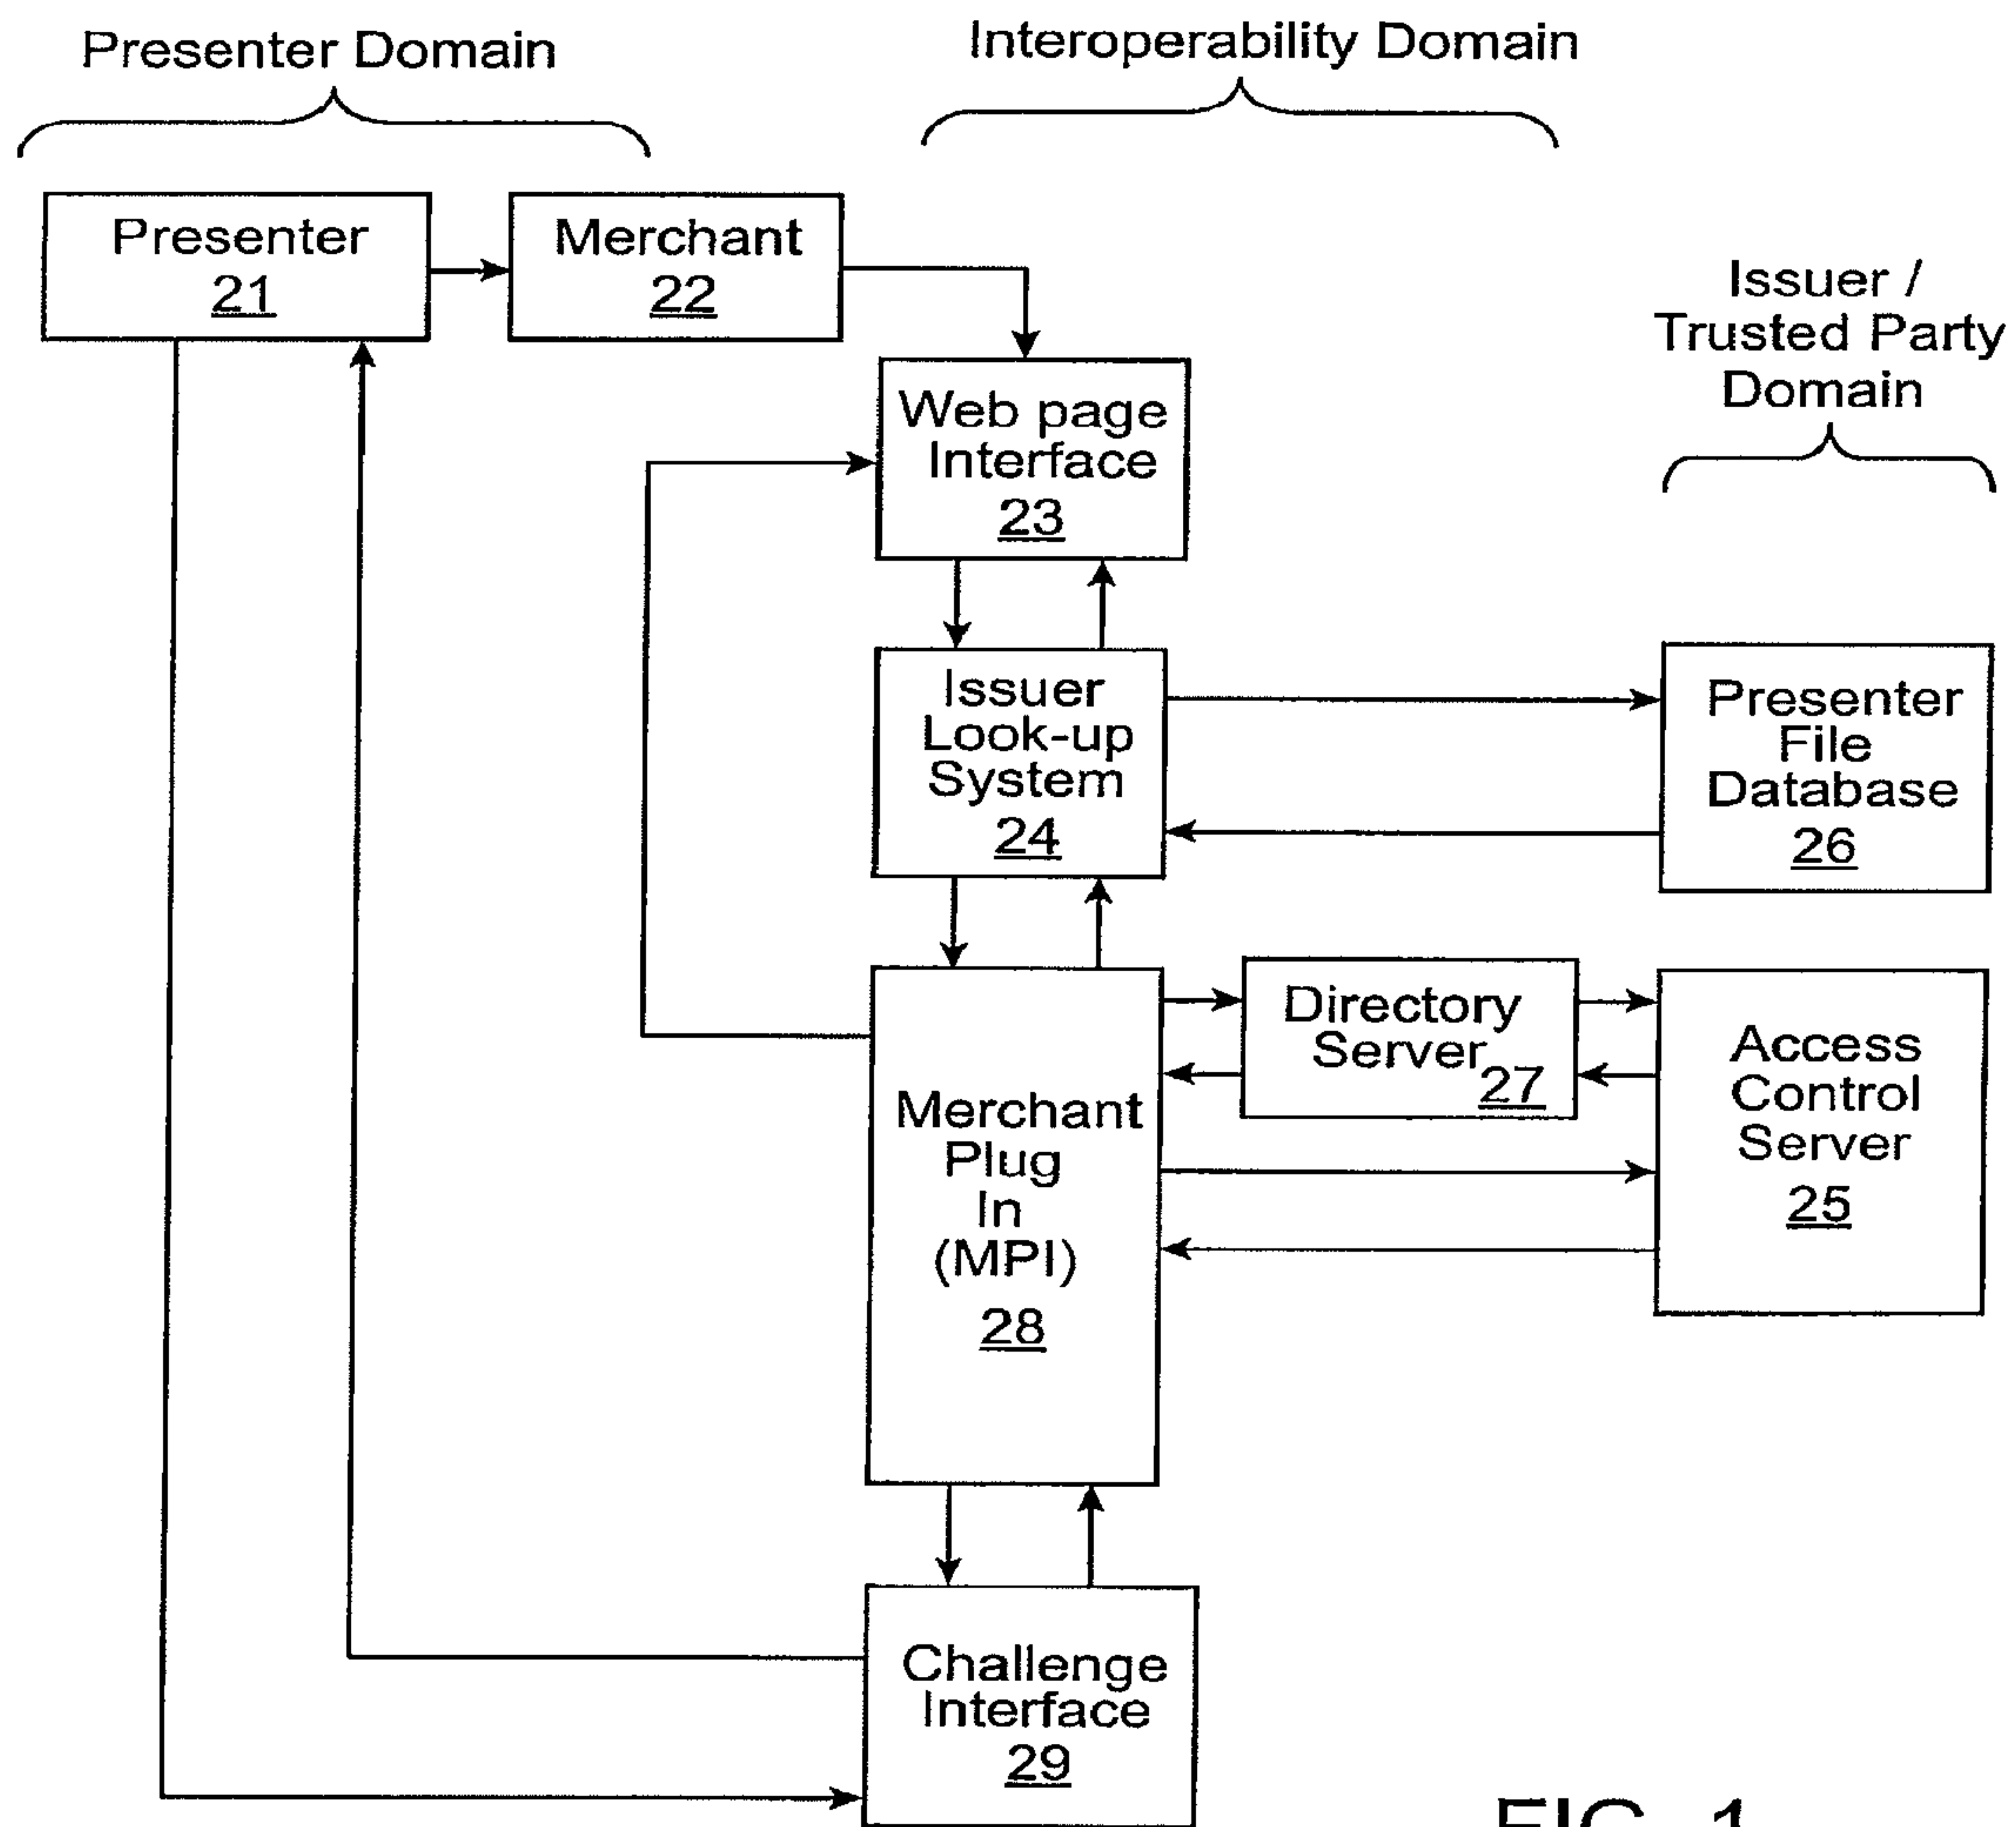 Presenter Domain
Interoperability Domain
Presenter
21
Merchant
22
Issuer /
Trusted Party
Domain
Web page
Interface
23
Issuer
Look-up
System
24
Presenter
File
Database
26
Directory
Server
27
Access
Control
Server
25
Merchant
Plug
In
(MPI)
28
Challenge
Interface
29
FIG. 1